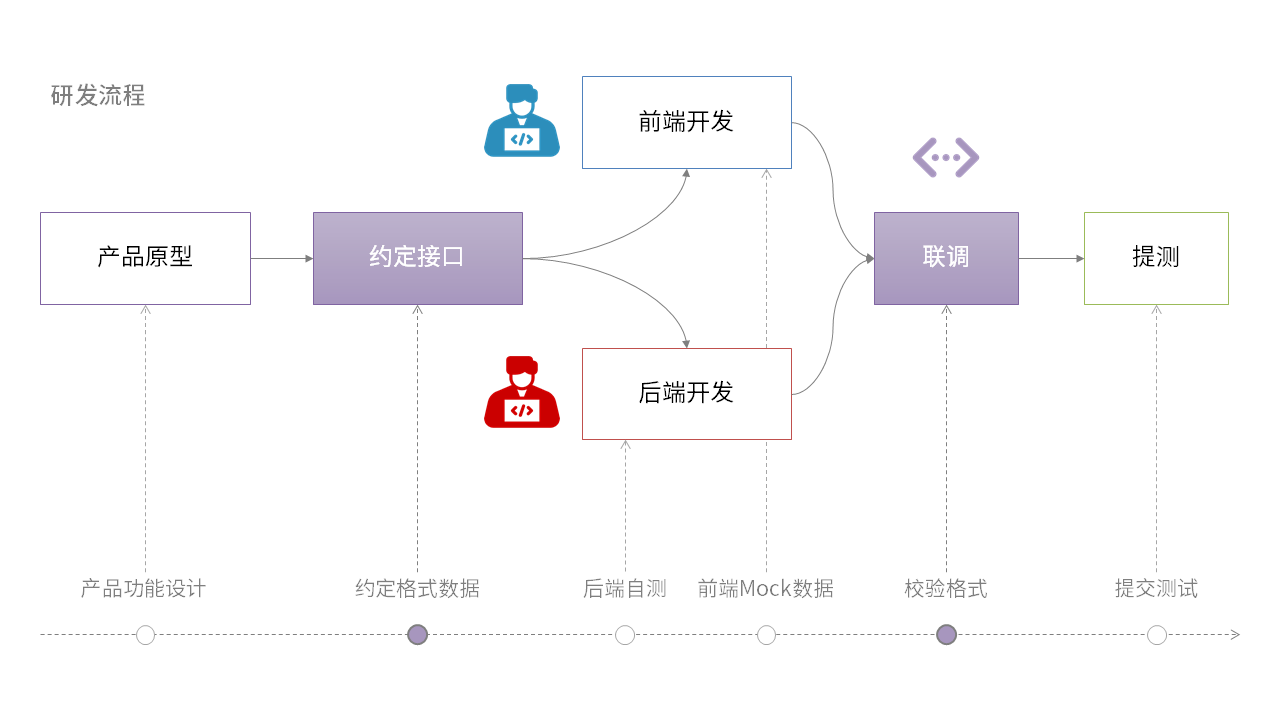 研发流程
前端开发
产品原型
约定接口
联调
提测
后端开发
产品功能设计
约定格式数据
后端自测
前端Mock数据
校验格式
提交测试